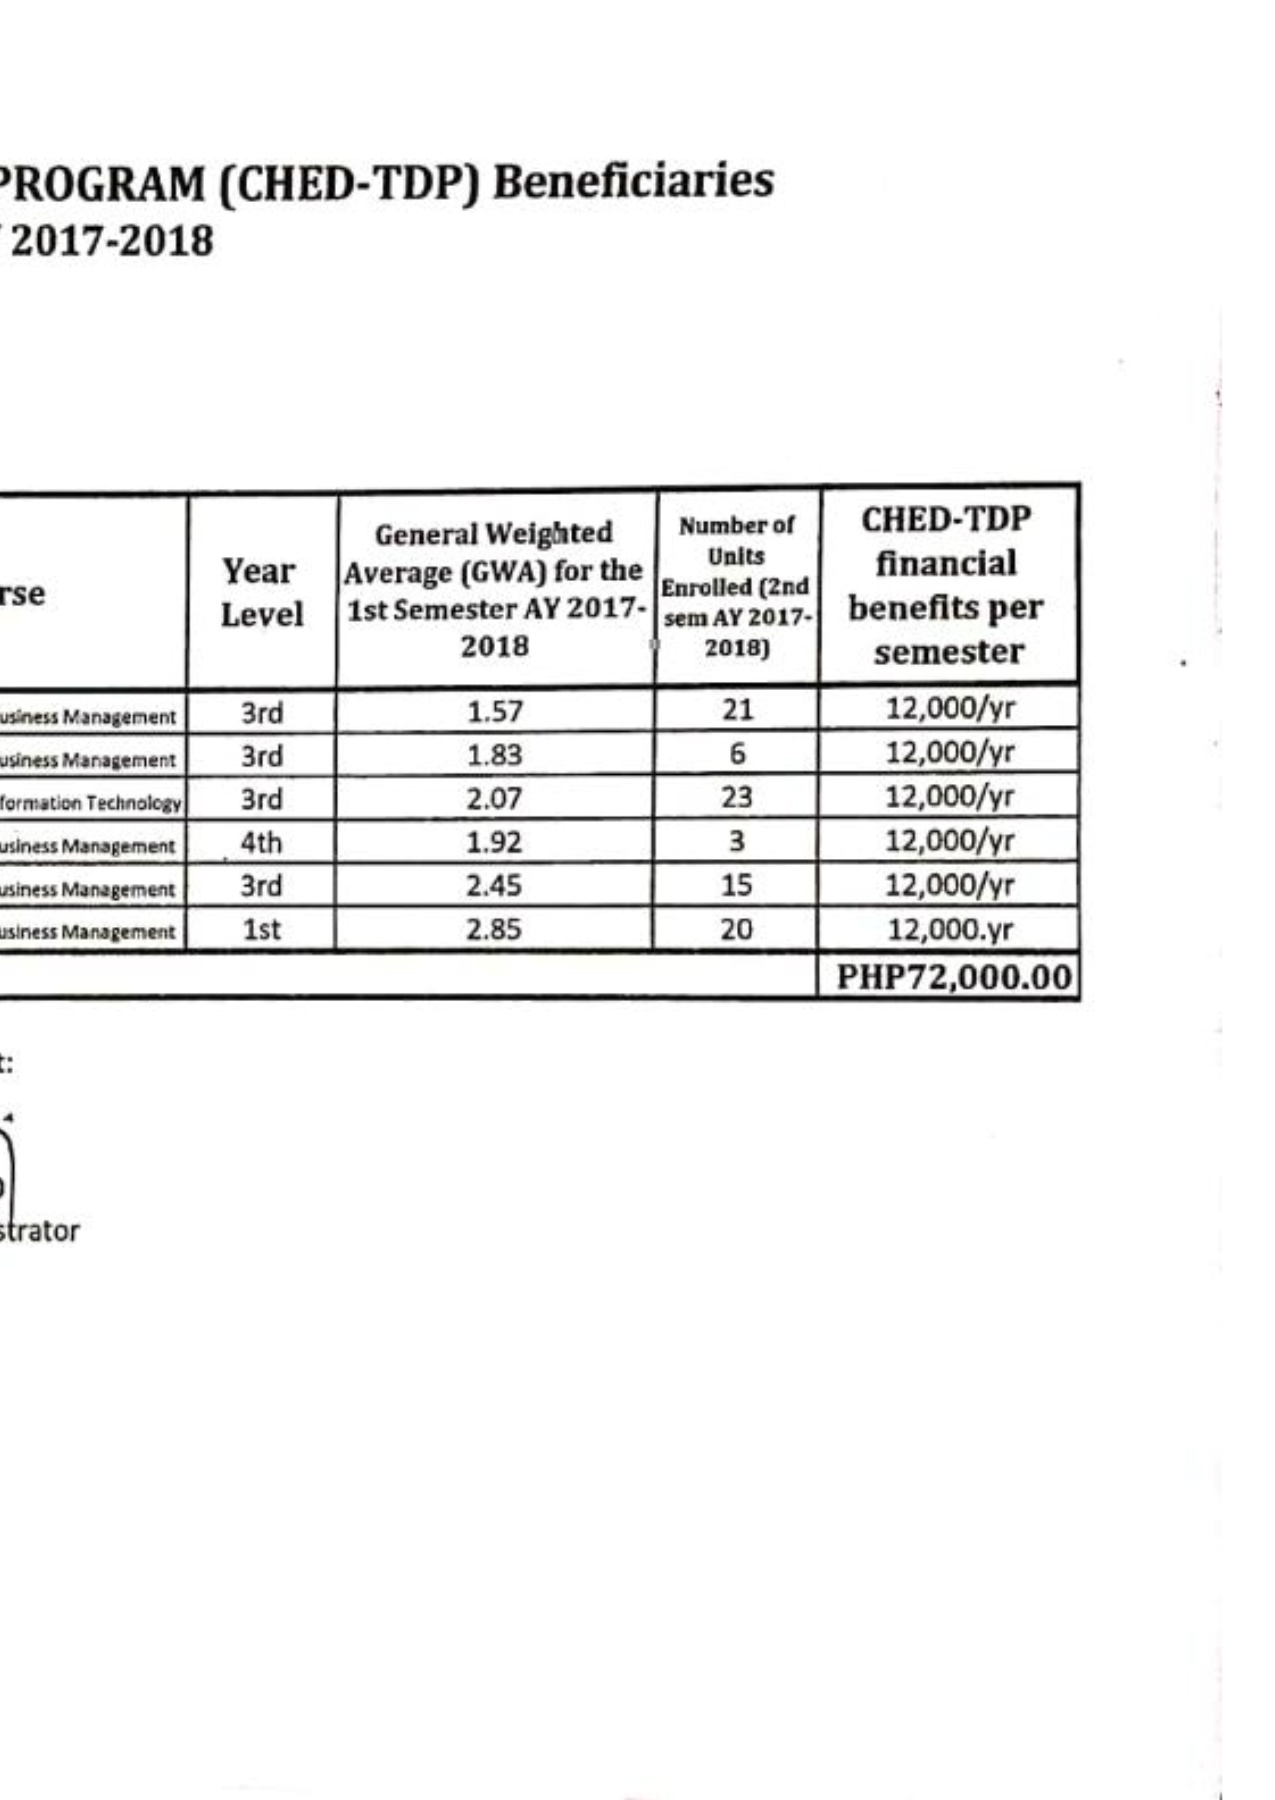 PROGRAM (CHED-TDP) Beneficiaries
2017-2018
rse
Year Level
General Weighted Average (GWA) for the 1st Semester AY 2017-2018
Number of Units Enrolled (2nd sem AY 2017-2018)
CHED-TDP financial benefits per semester
usiness Management 3rd 1.57 21 12,000/yr
usiness Management 3rd 1.83 6 12,000/yr
formation Technology 3rd 2.07 23 12,000/yr
usiness Management 4th 1.92 3 12,000/yr
usiness Management 3rd 2.45 15 12,000/yr
usiness Management 1st 2.85 20 12,000.yr
PHP72,000.00
t:
strator